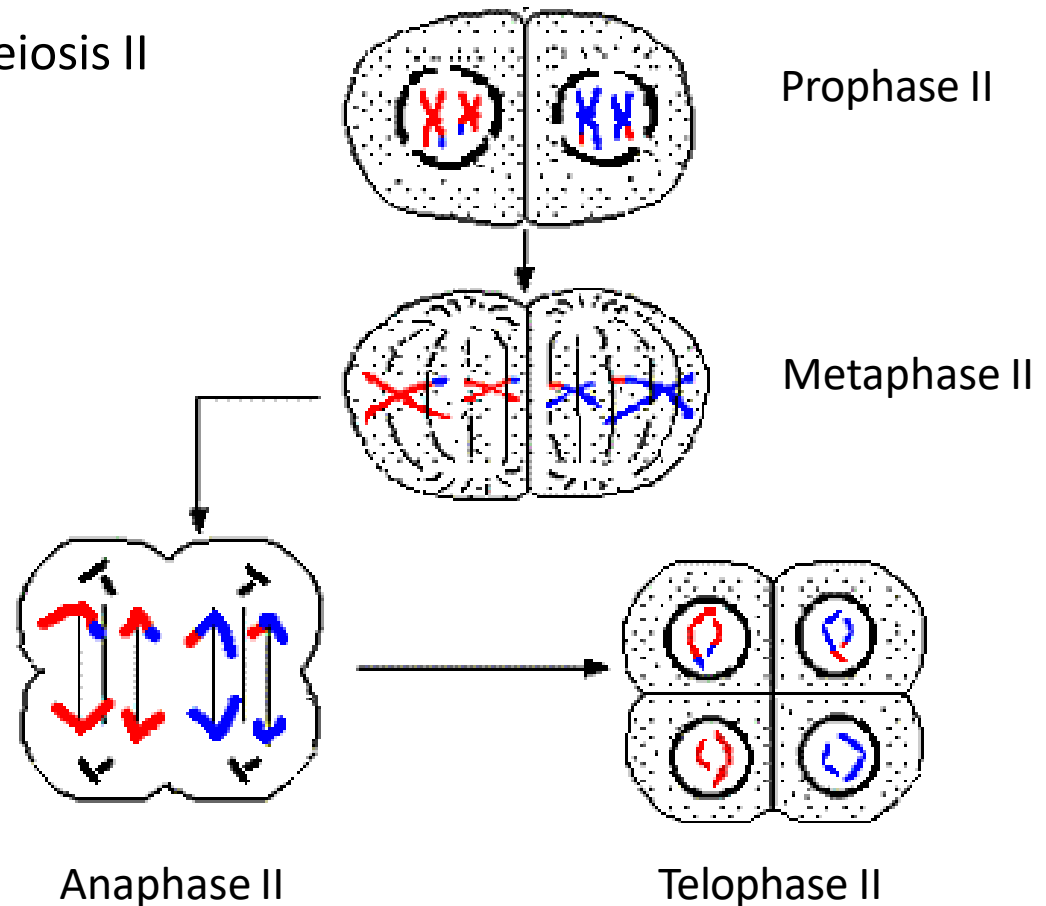 eiosis II
Prophase II
Metaphase II
Anaphase II
Telophase II